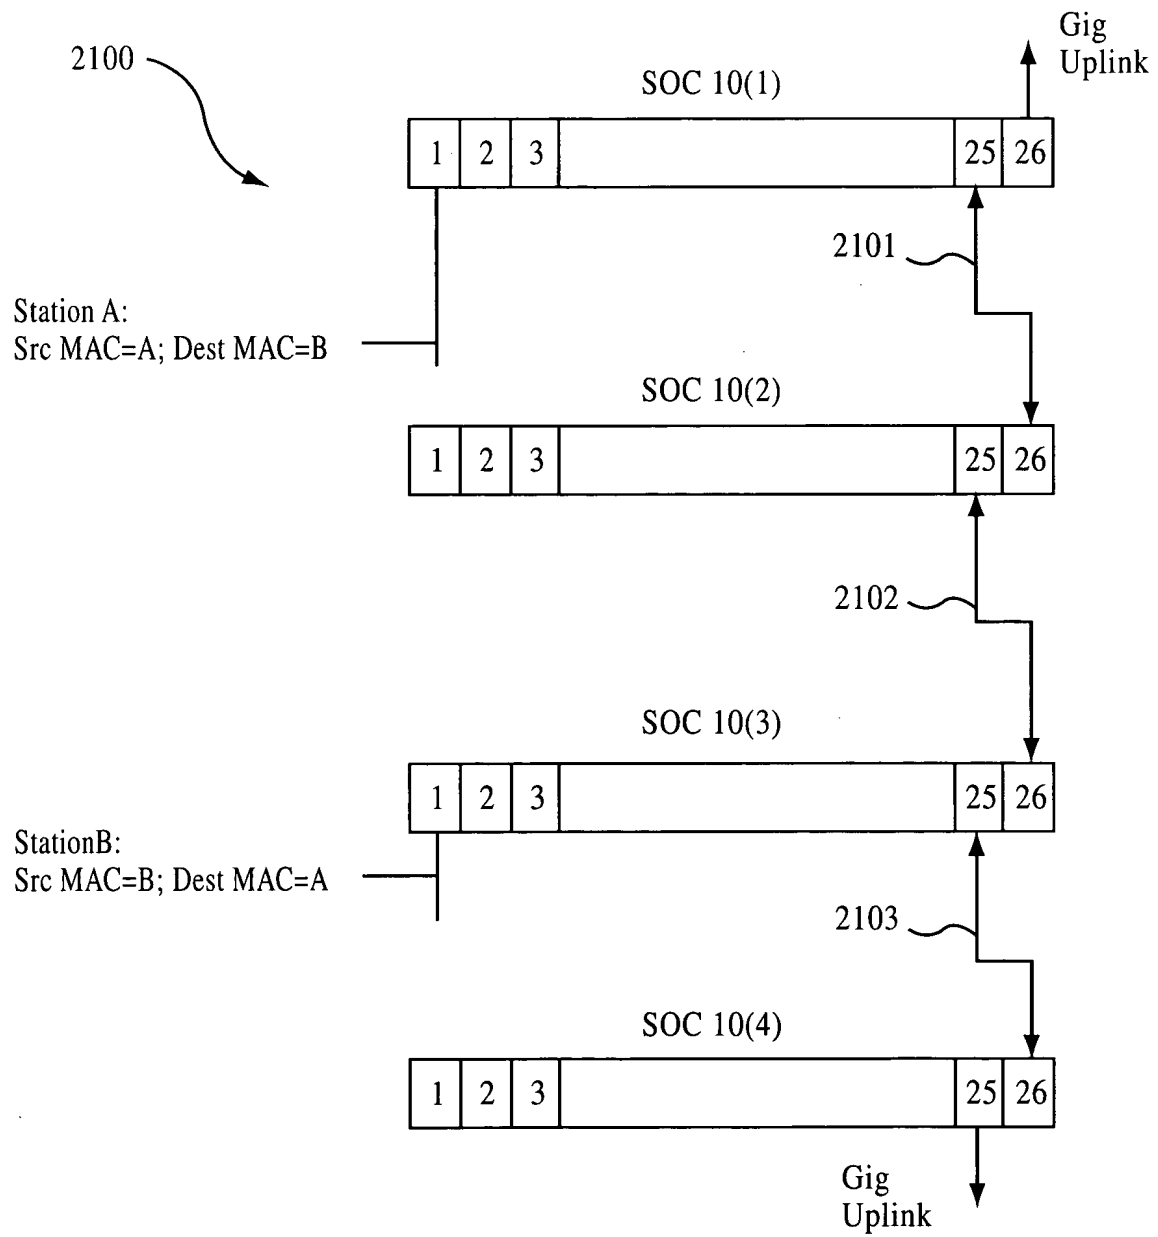 Gig
Uplink
2100
SOC 10(1)
1 2 3 25 26
2101
Station A:
Src MAC=A; Dest MAC=B
SOC 10(2)
1 2 3 25 26
2102
SOC 10(3)
1 2 3 25 26
StationB:
Src MAC=B; Dest MAC=A
2103
SOC 10(4)
1 2 3 25 26
Gig
Uplink